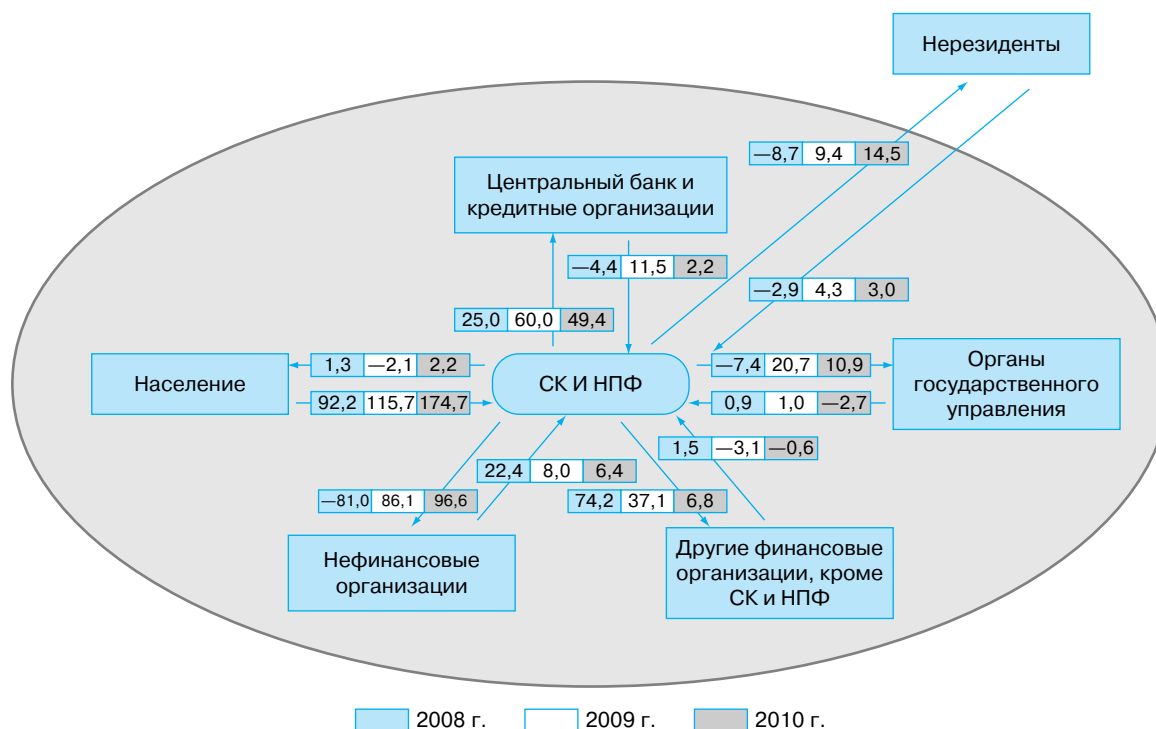 Нерезиденты
—8,7 9,4 14,5
Центральный банк и
кредитные организации
—4,4 11,5 2,2
—2,9 4,3 3,0
25,0 60,0 49,4
Население
1,3 —2,1 2,2
92,2 115,7 174,7
СК И НПФ
—7,4 20,7 10,9
0,9 1,0 —2,7
Органы
государственного
управления
1,5 —3,1 —0,6
22,4 8,0 6,4
—81,0 86,1 96,6
74,2 37,1 6,8
Нефинансовые
организации
Другие финансовые
организации, кроме
СК и НПФ
2008 г. 2009 г. 2010 г.